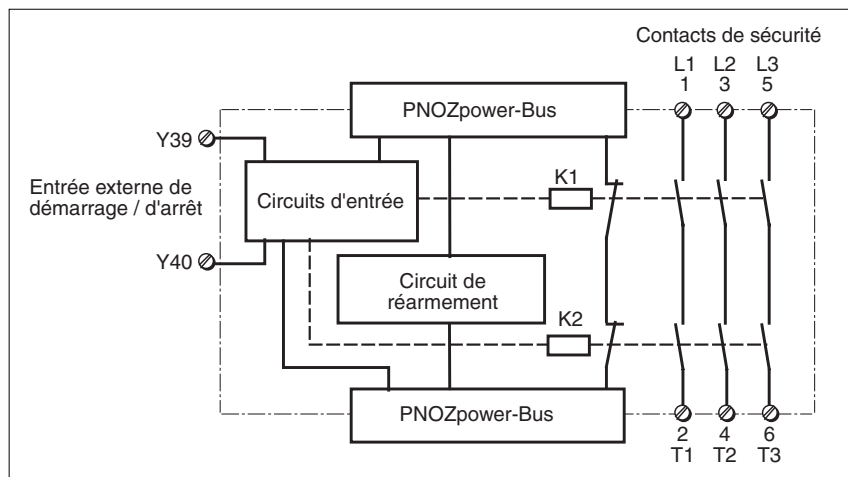 Contacts de sécurité
L1 L2 L3
1 3 5
PNOZpower-Bus
Y39
Entrée externe de
démarrage / d'arrêt
Circuits d'entrée
K1
Y40
Circuit de
réarmement
K2
PNOZpower-Bus
2 4 6
T1 T2 T3